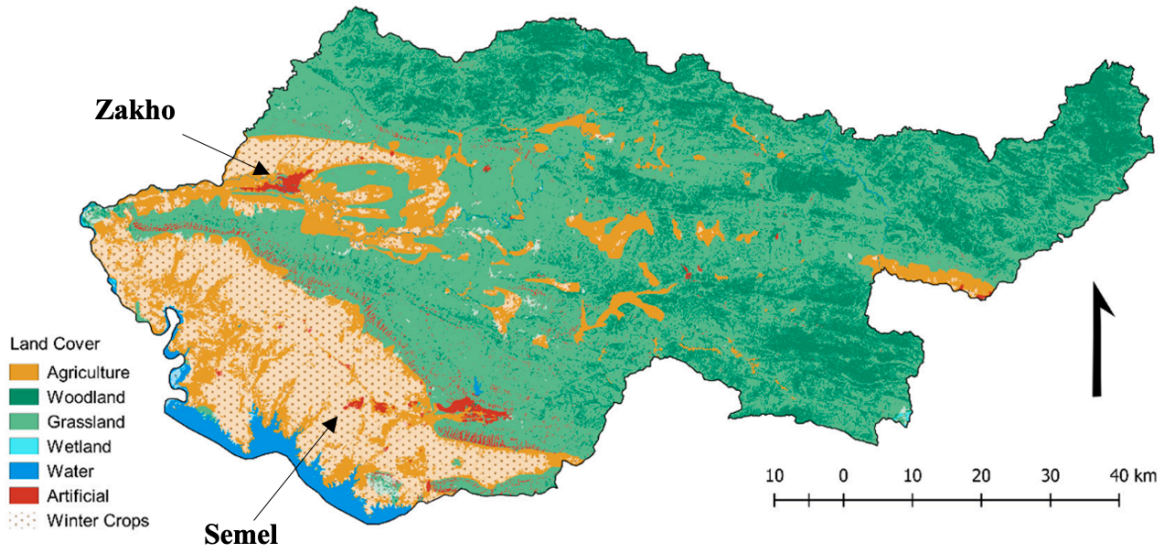 Zakho
Land Cover
Agriculture
Woodland
Grassland
Wetland
Water
Artificial
Winter Crops
Semel
10 0 10 20 30 40 km